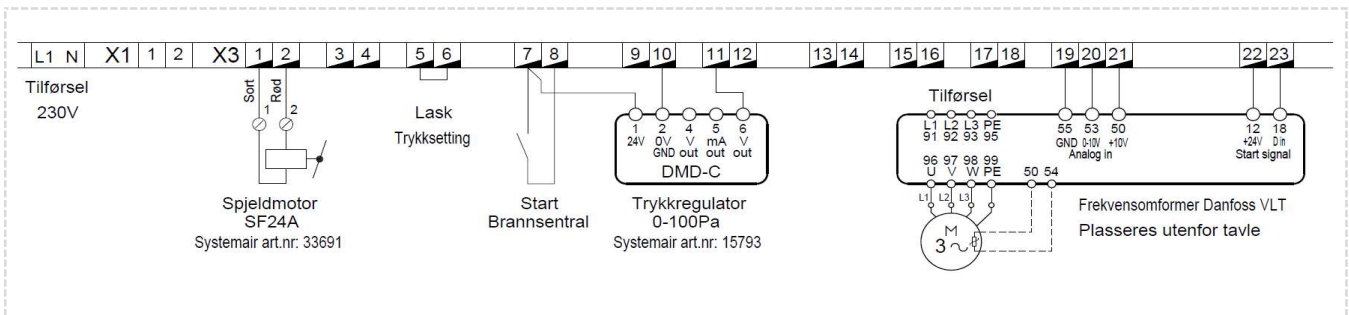 L1 N X1 1 2 X3 1 2 3 4 5 6 7 8 9 10 11 12 13 14 15 16 17 18 19 20 21 22 23
Tilførsel
230V
Sort
Rød
1 2
Spjeldmotor
SF24A
Systemair art.nr: 33691
Lask
Trykksetting
Start
Brannsentral
1 2 4 5 6
24V 0V V mA V
GND out out out
DMD-C
Trykkregulator
0-100Pa
Systemair art.nr: 15793
Tilførsel
L1 L2 L3 PE
91 92 93 95
55 53 50
GND 0-10V +10V
Analog in
12 18
+24V D in
Start signal
96 97 98 99
U V W PE
50 54
L1 L2 L3
M
3
Frekvensomformer Danfoss VLT
Plasseres utenfor tavle